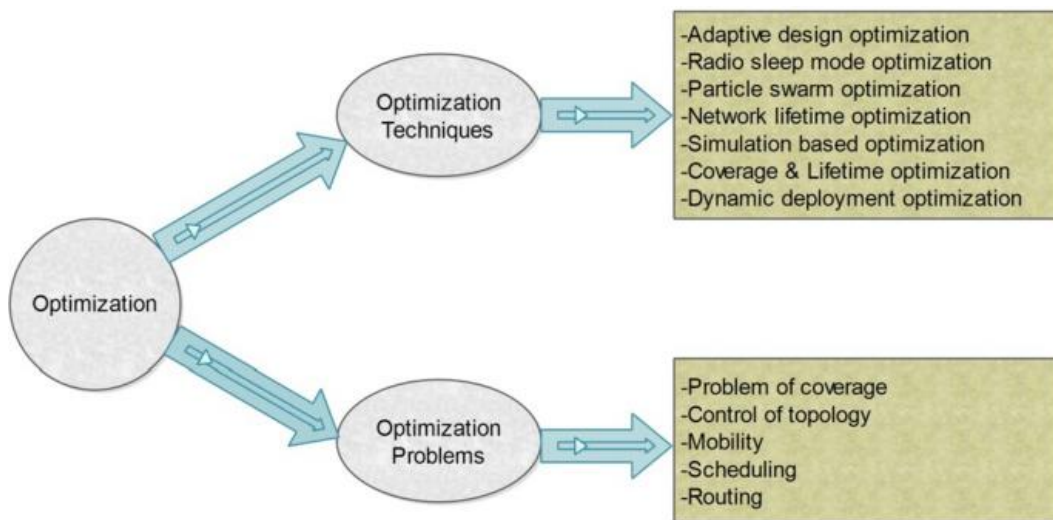 Optimization
Optimization
Techniques
-Adaptive design optimization
-Radio sleep mode optimization
-Particle swarm optimization
-Network lifetime optimization
-Simulation based optimization
-Coverage & Lifetime optimization
-Dynamic deployment optimization
Optimization
Problems
-Problem of coverage
-Control of topology
-Mobility
-Scheduling
-Routing